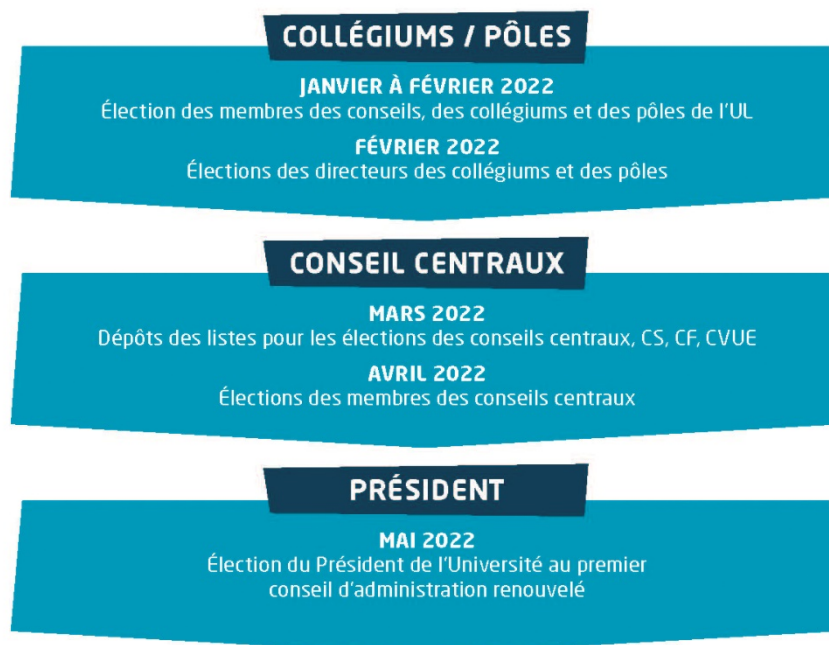 COLLÉGIUMS / PÔLES
JANVIER À FÉVRIER 2022
Élection des membres des conseils, des collégiums et des pôles de l'UL
FÉVRIER 2022
Élections des directeurs des collégiums et des pôles
CONSEIL CENTRAUX
MARS 2022
Dépôts des listes pour les élections des conseils centraux, CS, CF, CVUE
AVRIL 2022
Élections des membres des conseils centraux
PRÉSIDENT
MAI 2022
Élection du Président de l'Université au premier
conseil d'administration renouvelé